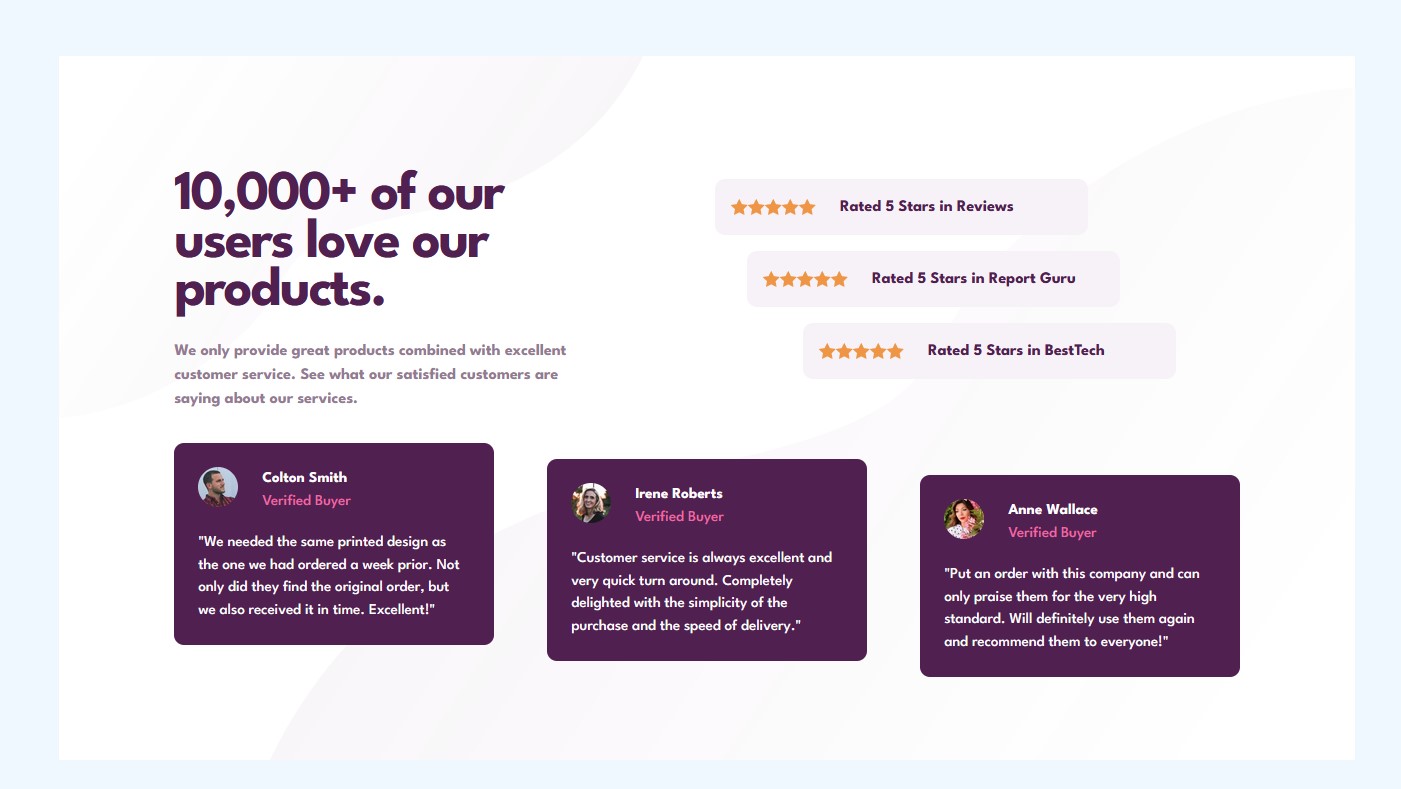 10,000+ of our
users love our
products.
We only provide great products combined with excellent
customer service. See what our satisfied customers are
saying about our services.
Rated 5 Stars in Reviews
Rated 5 Stars in Report Guru
Rated 5 Stars in BestTech
Colton Smith
Verified Buyer
"We needed the same printed design as
the one we had ordered a week prior. Not
only did they find the original order, but
we also received it in time. Excellent!"
Irene Roberts
Verified Buyer
"Customer service is always excellent and
very quick turn around. Completely
delighted with the simplicity of the
purchase and the speed of delivery."
Anne Wallace
Verified Buyer
"Put an order with this company and can
only praise them for the very high
standard. Will definitely use them again
and recommend them to everyone!"